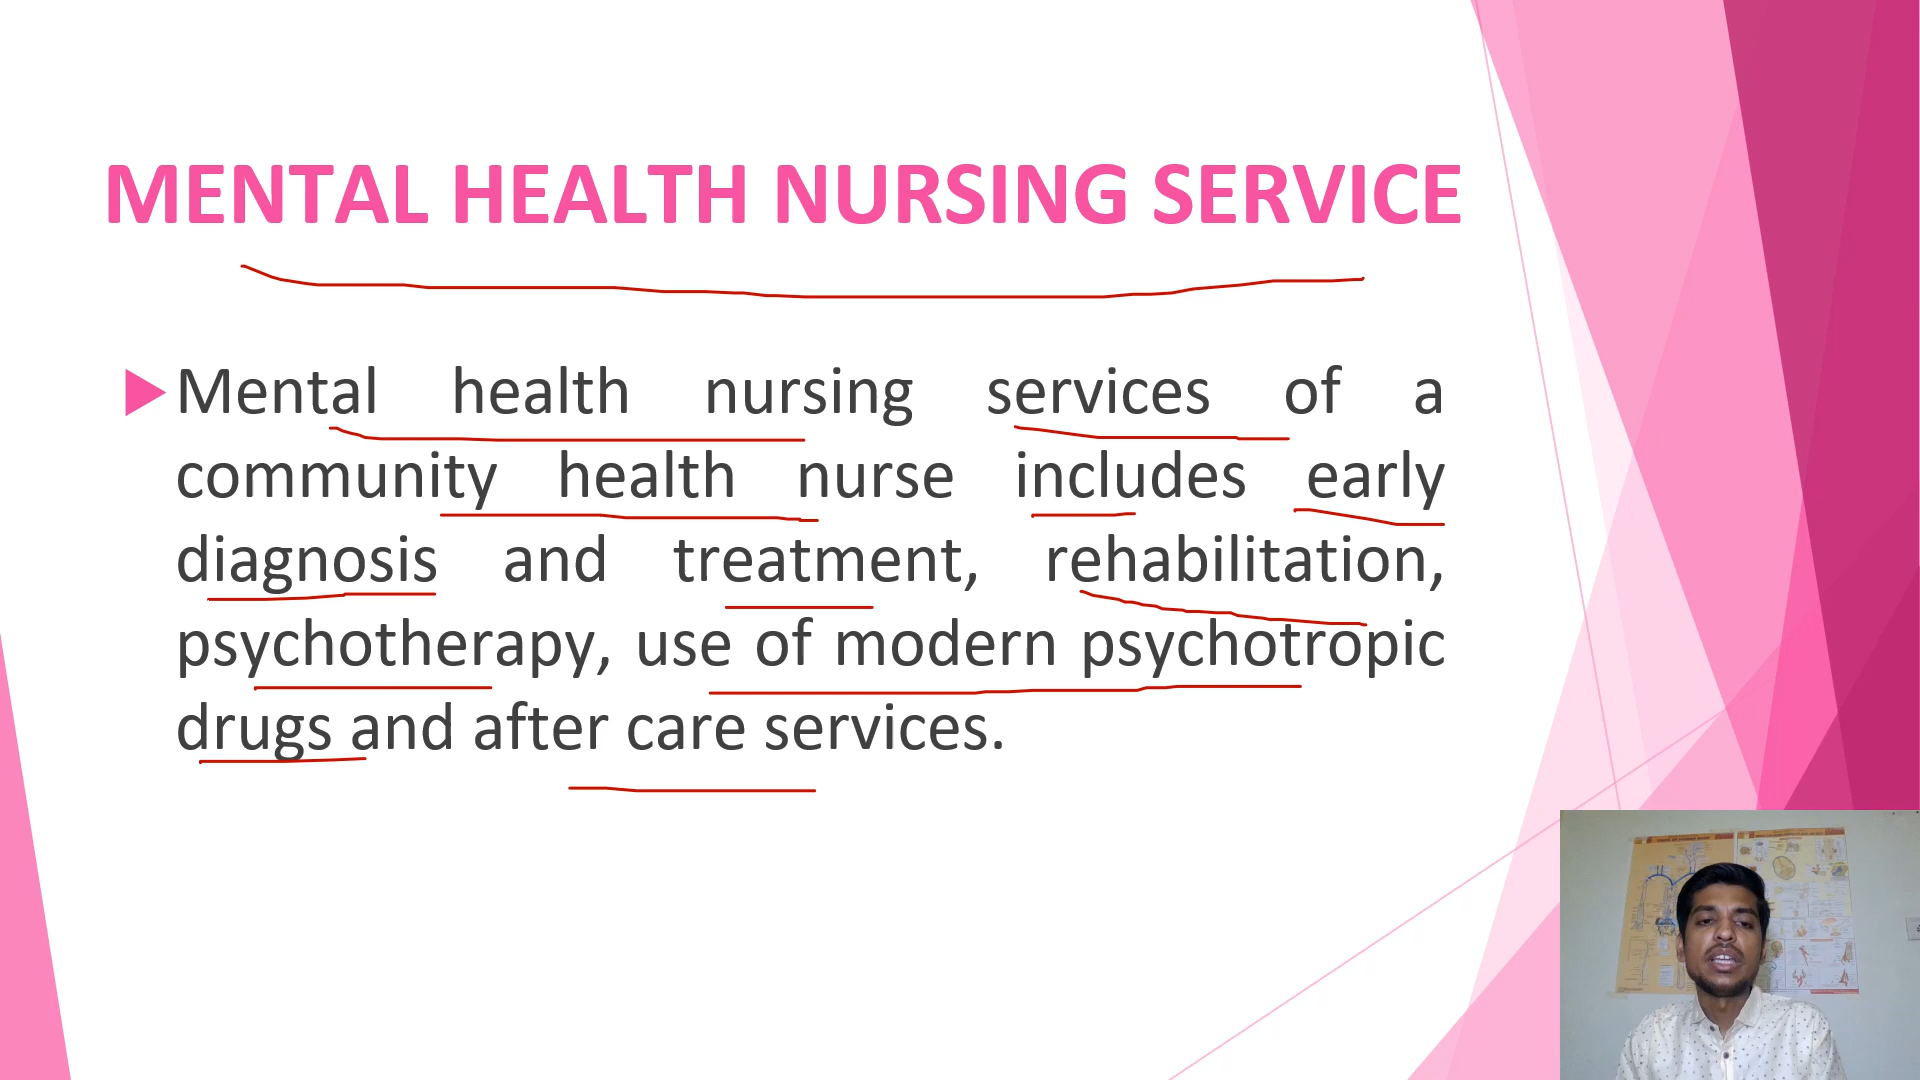 MENTAL HEALTH NURSING SERVICE
Mental health nursing services of a
community health nurse includes early
diagnosis and treatment, rehabilitation,
psychotherapy, use of modern psychotropic
drugs and after care services.